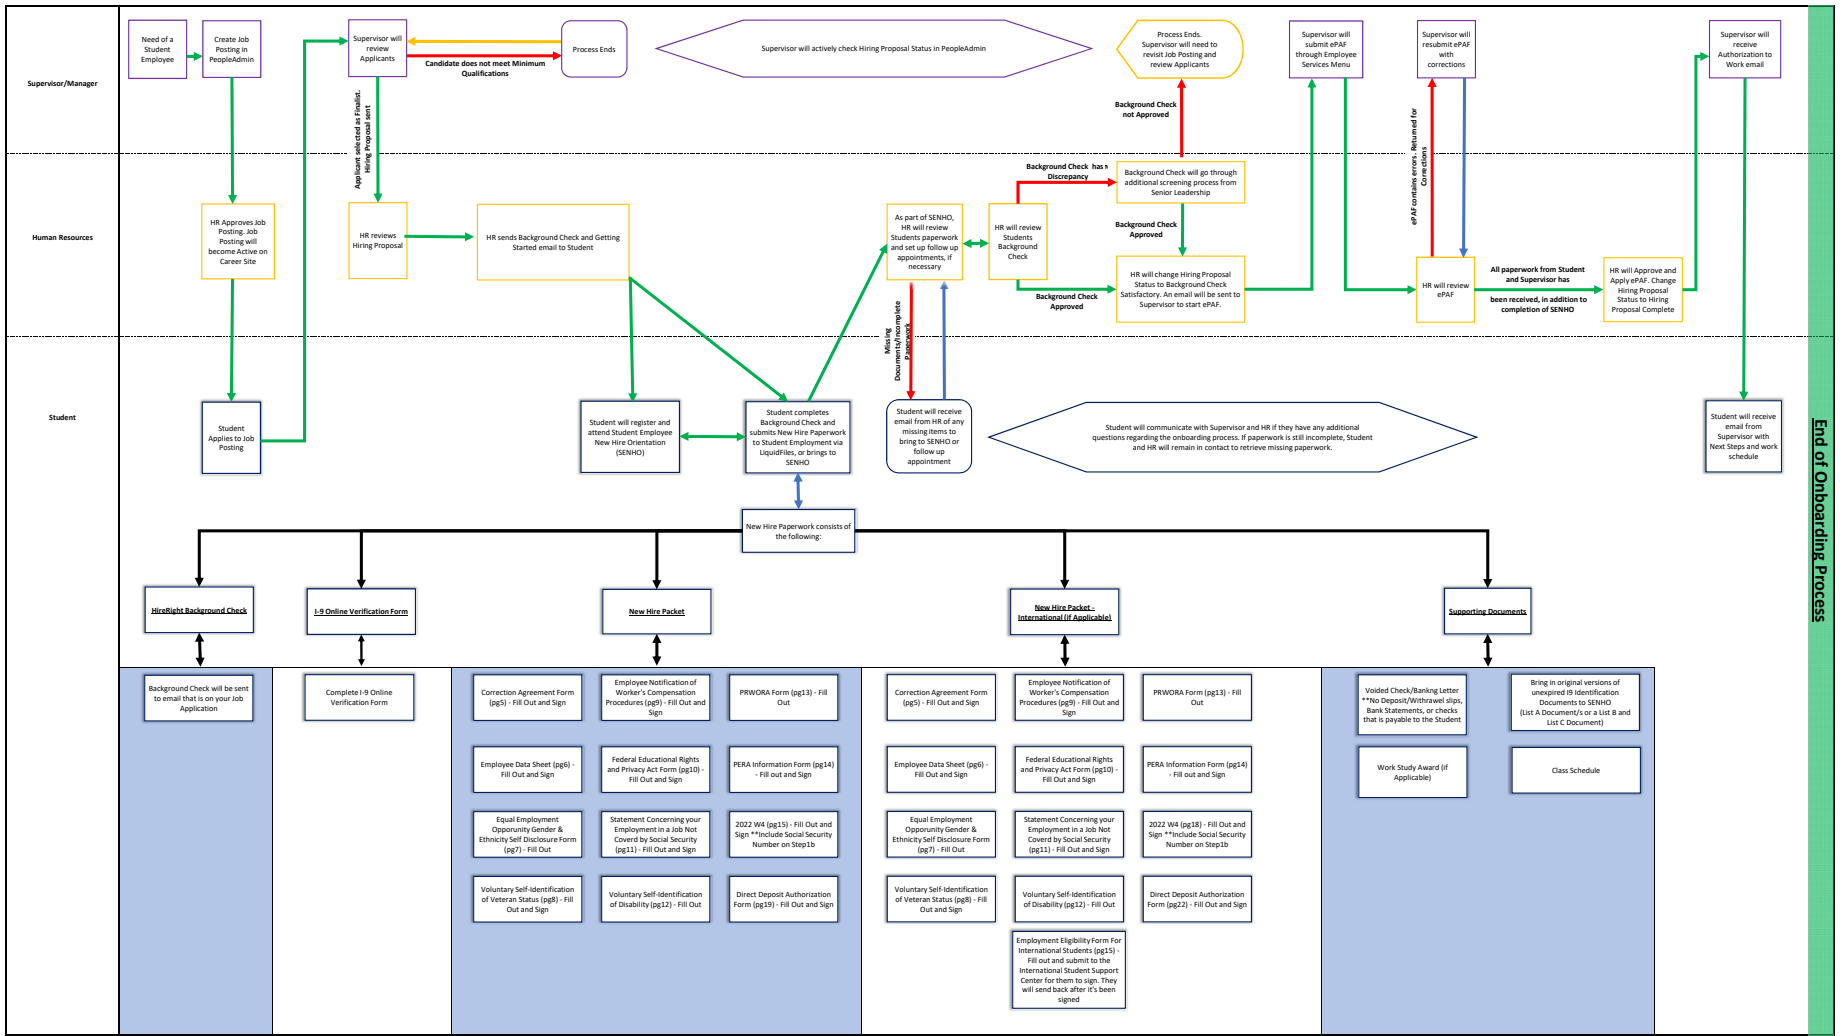 Supervisor/Manager
Need of a
Student
Employee
Create Job
Posting in
PeopleAdmin
Supervisor will
review
Applicants
Candidate does not meet Minimum
Qualifications
Process Ends
Supervisor will actively check Hiring Proposal Status in PeopleAdmin
Process Ends.
Supervisor will need to
revisit Job Posting and
review Applicants
Background Check
not Approved
Supervisor will
submit ePAF
through Employee
Services Menu
Supervisor will
resubmit ePAF
with
corrections
Supervisor will
receive
Authorization to
Work email
Applicant selected as Finalist.
Hiring Proposal sent
ePAF contains errors. Returned for
Corrections
Human Resources
HR Approves Job
Posting. Job
Posting will
become Active on
Career Site
HR reviews
Hiring Proposal
HR sends Background Check and Getting
Started email to Student
As part of SENHO,
HR will review
Students paperwork
and set up follow up
appointments, if
necessary
HR will review
Students
Background
Check
Background Check has
Discrepancy
Background Check will go through
additional screening process from
Senior Leadership
Background Check
Approved
Background Check
Approved
HR will change Hiring Proposal
Status to Background Check
Satisfactory. An email will be sent to
Supervisor to start ePAF.
HR will review
ePAF
All paperwork from Student
and Supervisor has
been received, in addition to
completion of SENHO
HR will Approve and
Apply ePAF. Change
Hiring Proposal
Status to Hiring
Proposal Complete
Missing
Documents/Incomplete
Paperwork
Student
Student
Applies to Job
Posting
Student will register and
attend Student Employee
New Hire Orientation
(SENHO)
Student completes
Background Check and
submits New Hire Paperwork
to Student Employment via
LiquidFiles, or brings to
SENHO
Student will receive
email from HR of any
missing items to
bring to SENHO or
follow up
appointment
Student will communicate with Supervisor and HR if they have any additional
questions regarding the onboarding process. If paperwork is still incomplete, Student
and HR will remain in contact to retrieve missing paperwork.
Student will receive
email from
Supervisor with
Next Steps and work
schedule
End of Onboarding Process
New Hire Paperwork consists of
the following:
HireRight Background Check
I-9 Online Verification Form
New Hire Packet
New Hire Packet -
International (if Applicable)
Supporting Documents
Background Check will be sent
to email that is on your Job
Application
Complete I-9 Online
Verification Form
Correction Agreement Form
(pg5) - Fill Out and Sign
Employee Notification of
Worker's Compensation
Procedures (pg9) - Fill Out and
Sign
PRWORA Form (pg13) - Fill
Out
Employee Data Sheet (pg6) -
Fill Out and Sign
Federal Educational Rights
and Privacy Act Form (pg10) -
Fill Out and Sign
PERA Information Form (pg14)
- Fill out and Sign
Equal Employment
Opporunity Gender &
Ethnicity Self Disclosure Form
(pg7) - Fill Out
Statement Concerning your
Employment in a Job Not
Coverd by Social Security
(pg11) - Fill Out and Sign
2022 W4 (pg15) - Fill Out and
Sign **Include Social Security
Number on Step1b
Voluntary Self-Identification
of Veteran Status (pg8) - Fill
Out and Sign
Voluntary Self-Identification
of Disability (pg12) - Fill Out
Direct Deposit Authorization
Form (pg19) - Fill Out and Sign
Correction Agreement Form
(pg5) - Fill Out and Sign
Employee Notification of
Worker's Compensation
Procedures (pg9) - Fill Out and
Sign
PRWORA Form (pg13) - Fill
Out
Employee Data Sheet (pg6) -
Fill Out and Sign
Federal Educational Rights
and Privacy Act Form (pg10) -
Fill Out and Sign
PERA Information Form (pg14)
- Fill out and Sign
Equal Employment
Opporunity Gender &
Ethnicity Self Disclosure Form
(pg7) - Fill Out
Statement Concerning your
Employment in a Job Not
Coverd by Social Security
(pg11) - Fill Out and Sign
2022 W4 (pg18) - Fill Out and
Sign **Include Social Security
Number on Step1b
Voluntary Self-Identification
of Veteran Status (pg8) - Fill
Out and Sign
Voluntary Self-Identification
of Disability (pg12) - Fill Out
Direct Deposit Authorization
Form (pg22) - Fill Out and Sign
Employment Eligibility Form For
International Students (pg15) -
Fill out and submit to the
International Student Support
Center for them to sign. They
will send back after it's been
signed
Voided Check/Bankng Letter
**No Deposit/Withrawel slips,
Bank Statements, or checks
that is payable to the Student
Bring in original versions of
unexpired I9 Identification
Documents to SENHO
(List A Document/s or a List B and
List C Document)
Work Study Award (if
Applicable)
Class Schedule